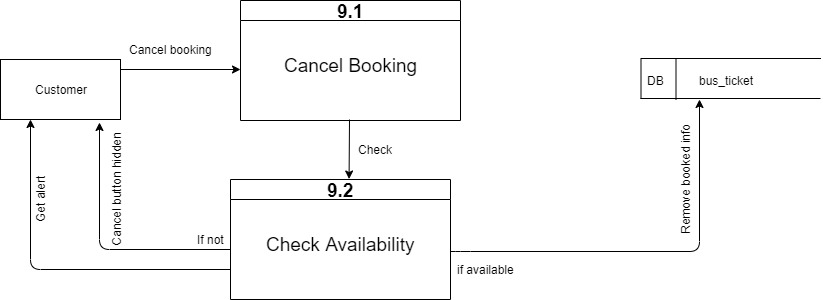 9.1
Cancel booking
Cancel Booking
Customer
DB
bus_ticket
Check
Get alert
Cancel button hidden
Remove booked info
9.2
If not
Check Availability
if available